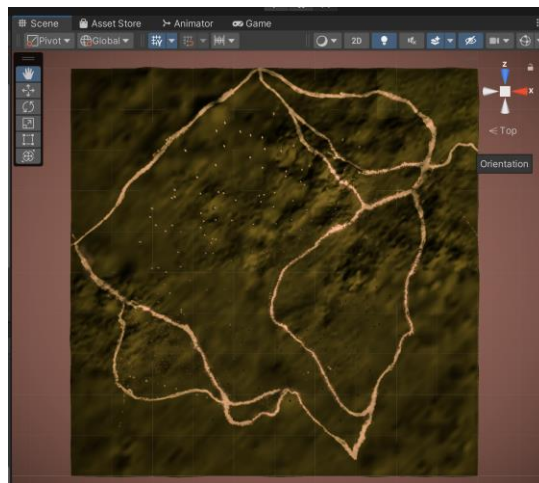 Scene Asset Store Animator Game
Pivot Global 2D
z
x
Top
Orientation